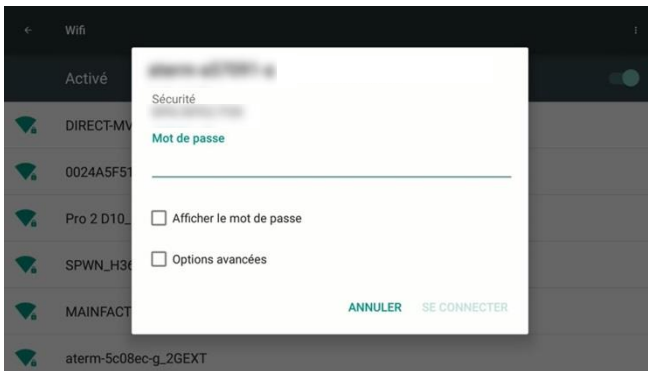 Wifi
Activé
Sécurité
Mot de passe
Afficher le mot de passe
Options avancées
ANNULER SE CONNECTER
DIRECT-MV
0024A5F51
Pro 2 D10_
SPWN_H36
MAINFACT
aterm-5c08ec-g_2GEXT